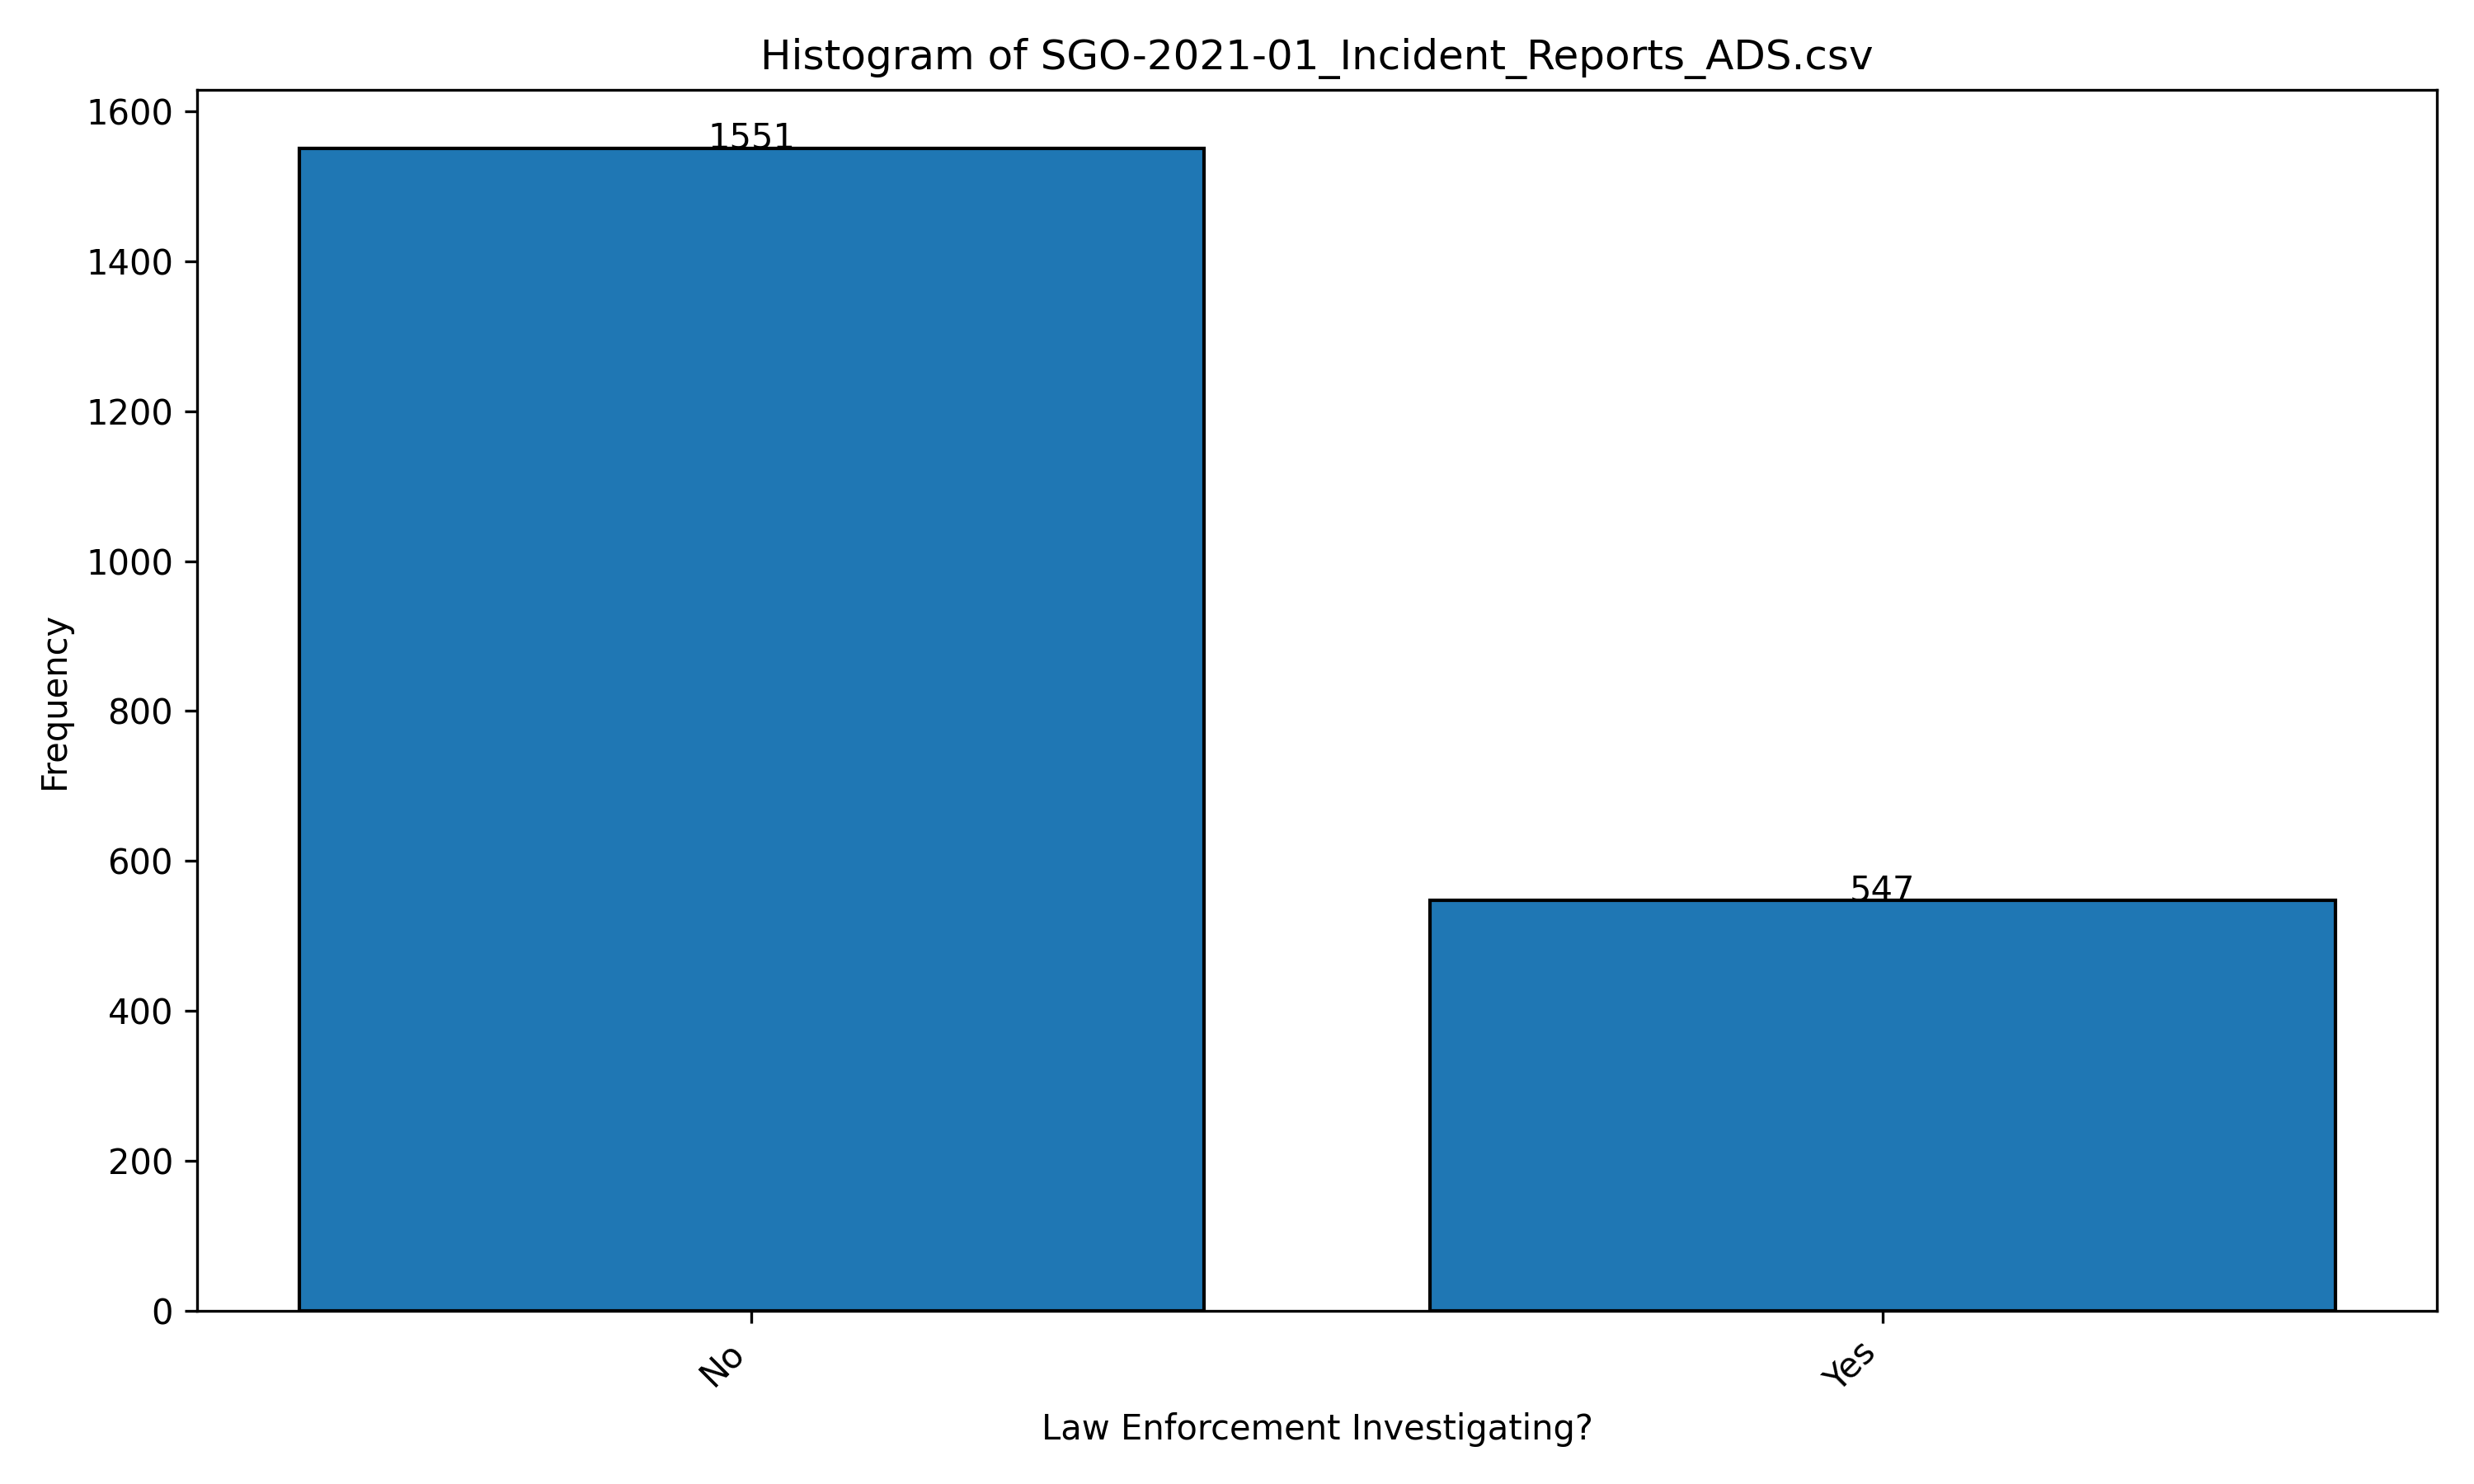 Histogram of SGO-2021-01_Incident_Reports_ADS.csv
1600
1400
1200
1000
800
600
400
200
0
Frequency
1551
547
No
Yes
Law Enforcement Investigating?